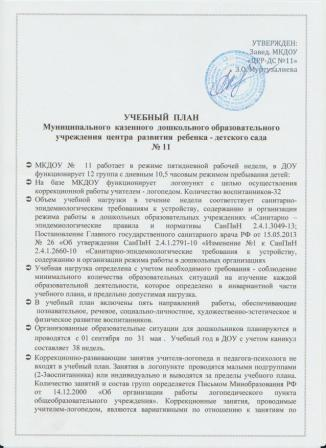 УТВЕРЖДЕН:
Завед. МКДОУ
«ЦРР-ДС №11»
З.О. Муртузалиева
УЧЕБНЫЙ ПЛАН
Муниципального казенного дошкольного образовательного
учреждения центра развития ребенка - детского сада
№ 11
МКДОУ № 11 работает в режиме пятидневной рабочей недели, в ДОУ
функционирует 12 группа с дневным 10,5 часовым режимом пребывания детей:
На базе МКДОУ функционирует логопункт с целью осуществления
коррекционной работы учителем - логопедом. Количество воспитанников-32
Объем учебной нагрузки в течение недели соответствует санитарно-
эпидемиологическим требованиям к устройству, содержанию и организации
режима работы в дошкольных образовательных учреждениях «Санитарно –
эпидемиологические правила и нормативы СанПиН 2.4.1.3049-13;
Постановление Главного государственного санитарного врача РФ от 15.05.2013
№ 26 «Об утверждении СанПиН 2.4.1.2791-10 «Изменение №1 к СанПиН
2.4.1.2660-10 «Санитарно-эпидемиологические требования к устройству,
содержанию и организации режима работы в дошкольных организациях
Учебная нагрузка определена с учетом необходимого требования - соблюдение
минимального количества образовательных ситуаций на изучение каждой
образовательной деятельности, которое определено в инвариантной части
учебного плана, и предельно допустимая нагрузка.
В учебный план включены пять направлений работы, обеспечивающие
познавательное, речевое, социально-личностное, художественно-эстетическое и
физическое развитие воспитанников.
Организованные образовательные ситуации для дошкольников планируются и
проводятся с 01 сентября по 31 мая. Учебный год в ДОУ с учетом каникул
составляет 38 недель.
Коррекционно-развивающие занятия учителя-логопеда и педагога-психолога не
входят в учебный план. Занятия в логопункте проводятся малыми подгруппами
(2-3воспитанника) или индивидуально и выводятся за пределы учебного плана.
Количество занятий и состав групп определяется Письмом Минобразования РФ
от 14.12.2000 «Об организации работы логопедического пункта
общеобразовательного учреждения». Коррекционные занятия, проводимые
учителем-логопедом, являются вариативными по отношению к занятиям по